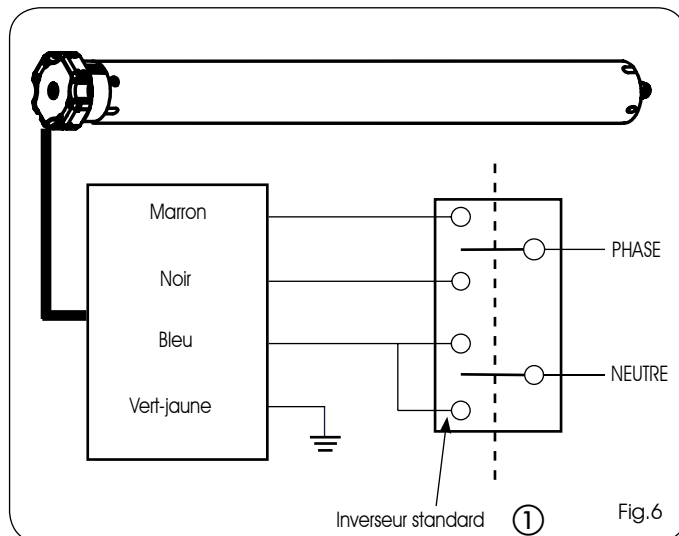 Marron
PHASE
Noir
Bleu
NEUTRE
Vert-jaune
Inverseur standard ①
Fig.6